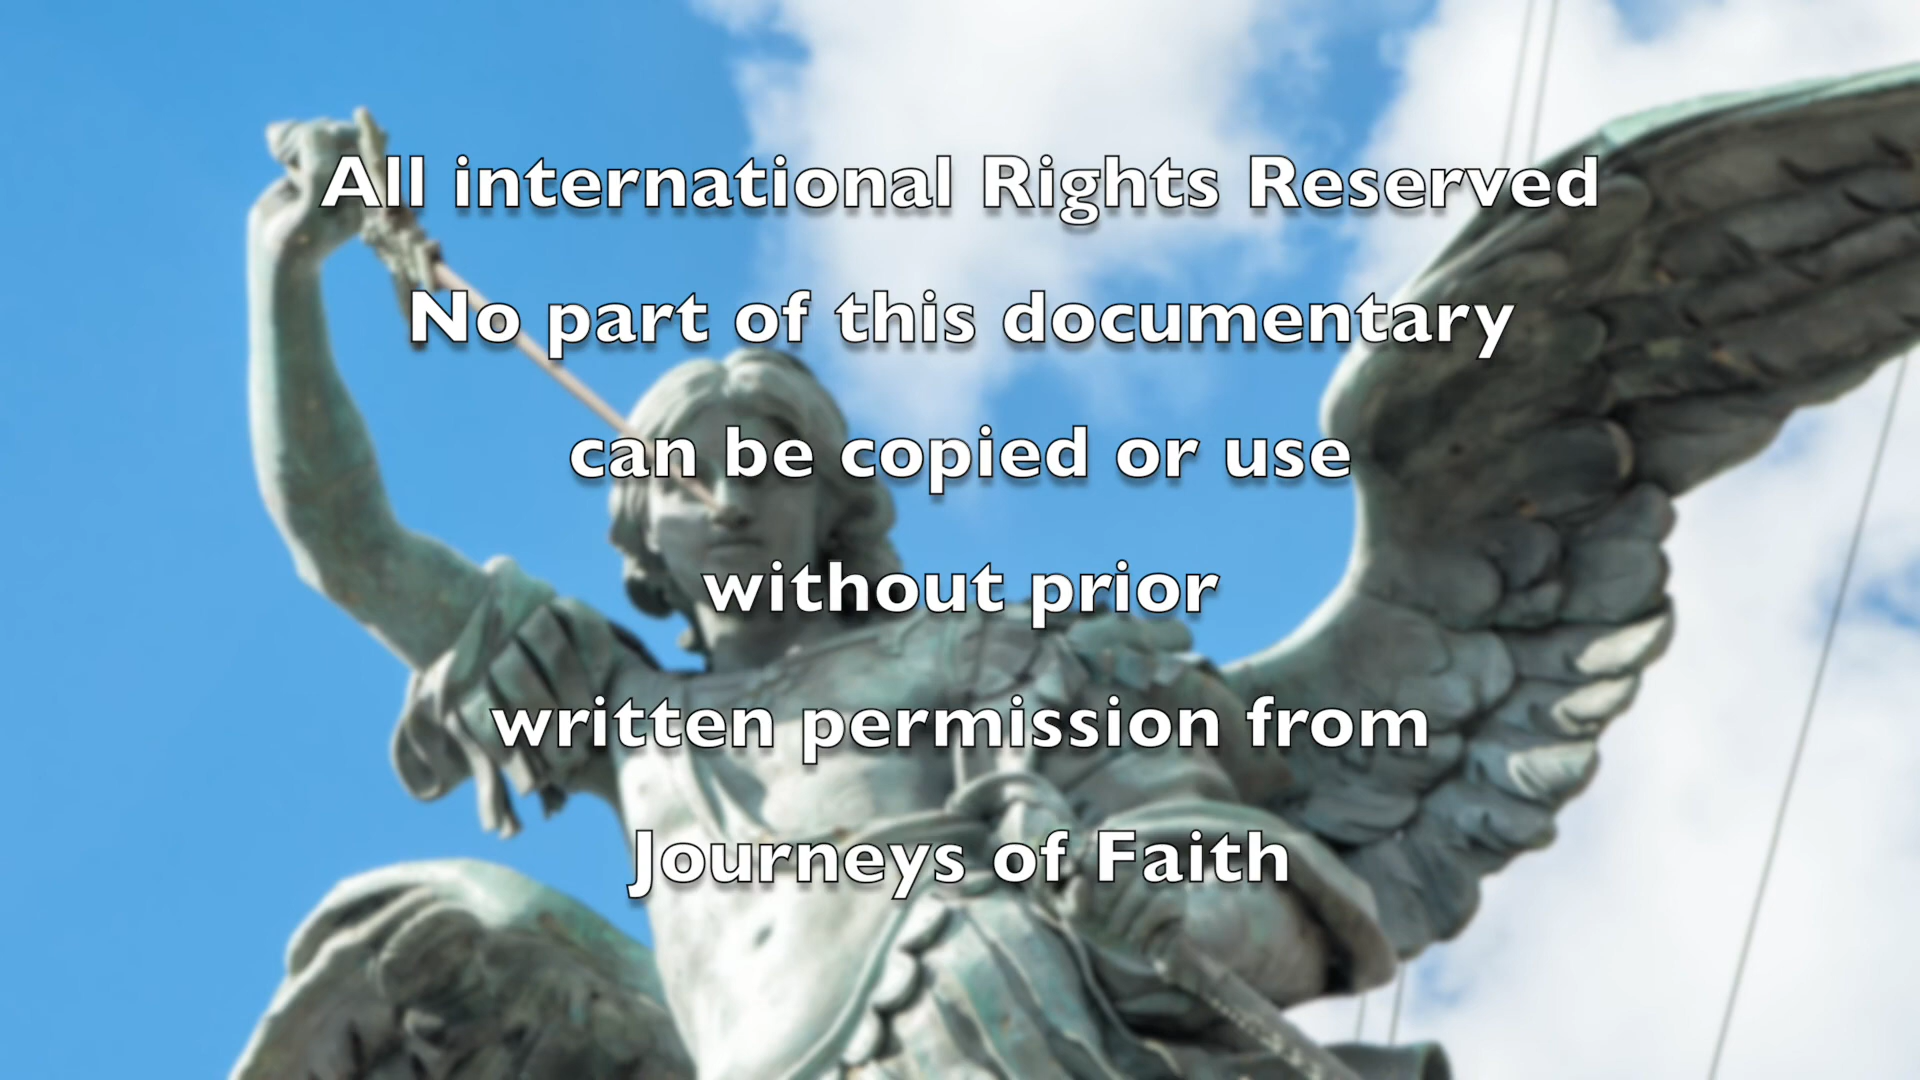 All international Rights Reserved
No part of this documentary
can be copied or use
without prior
written permission from
Journeys of Faith